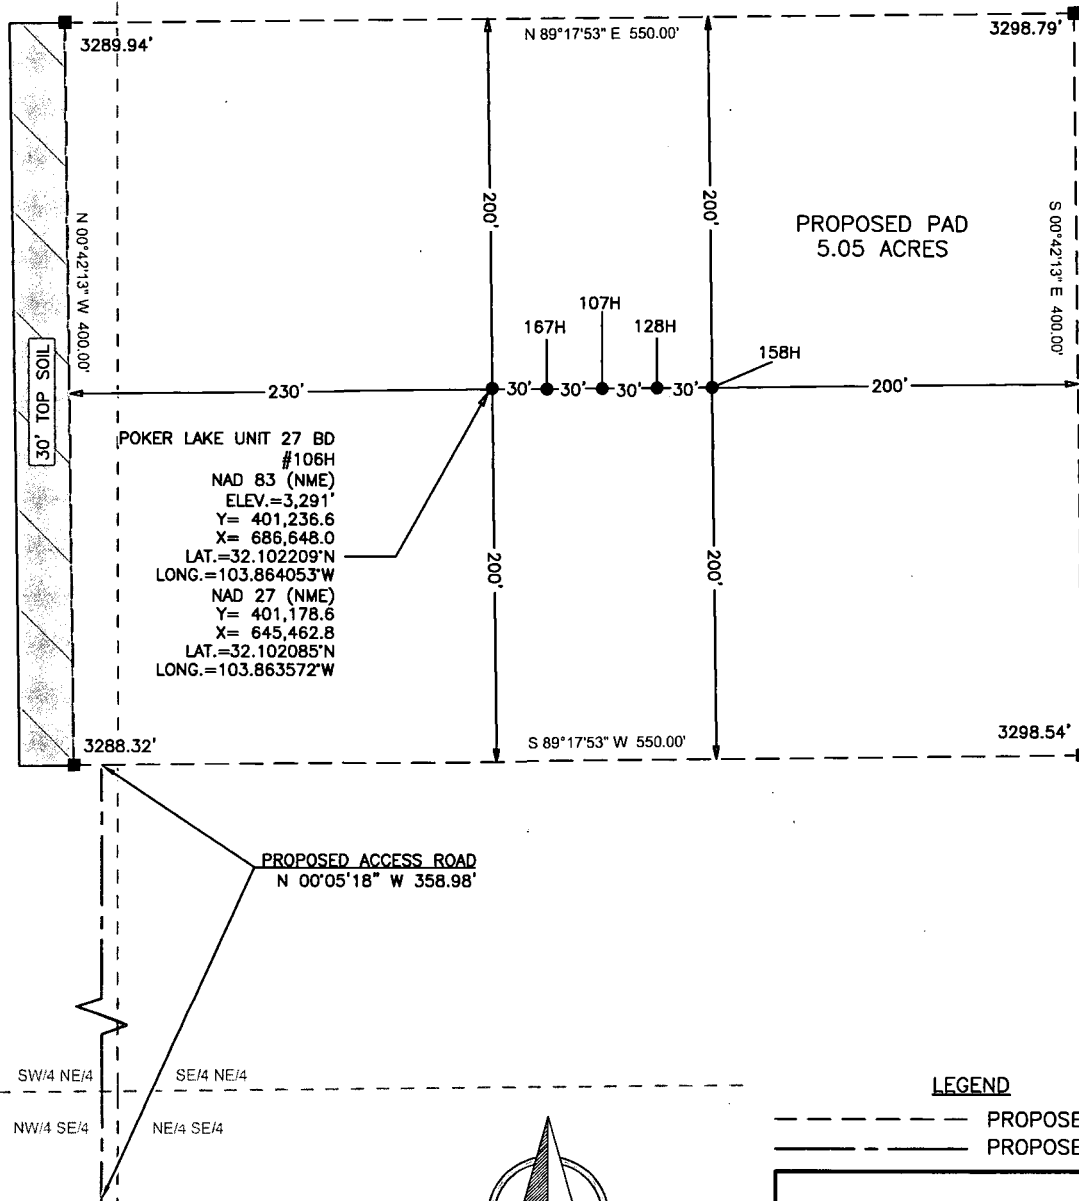 N 89°17'53" E 550.00'
3289.94'
3298.79'
200'
200'
N 00°42'13" W 400.00'
S 00°42'13" E 400.00'
PROPOSED PAD
5.05 ACRES
107H
167H
128H
158H
30' TOP SOIL
230'
30'
30'
30'
30'
200'
POKER LAKE UNIT 27 BD
#106H
NAD 83 (NME)
ELEV.=3,291'
Y= 401,236.6
X= 686,648.0
LAT.=32.102209°N
LONG.=103.864053°W
NAD 27 (NME)
Y= 401,178.6
X= 645,462.8
LAT.=32.102085°N
LONG.=103.863572°W
200'
200'
3288.32'
S 89°17'53" W 550.00'
3298.54'
PROPOSED ACCESS ROAD
N 00°05'18" W 358.98'
SW/4 NE/4
SE/4 NE/4
NW/4 SE/4
NE/4 SE/4
LEGEND
PROPOSE
PROPOSE